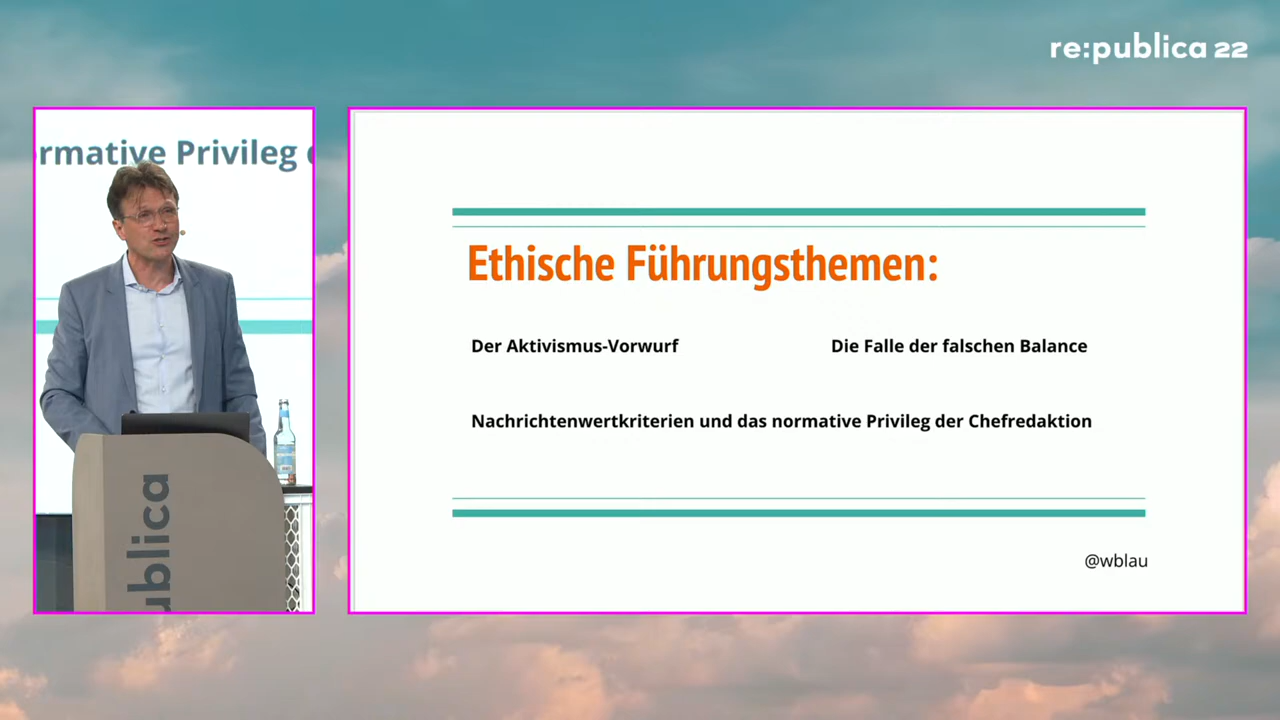 re:publica 22
rmative Privileg
Ethische Führungsthemen:
Der Aktivismus-Vorwurf
Die Falle der falschen Balance
Nachrichtenwertkriterien und das normative Privileg der Chefredaktion
@wblau
ublica